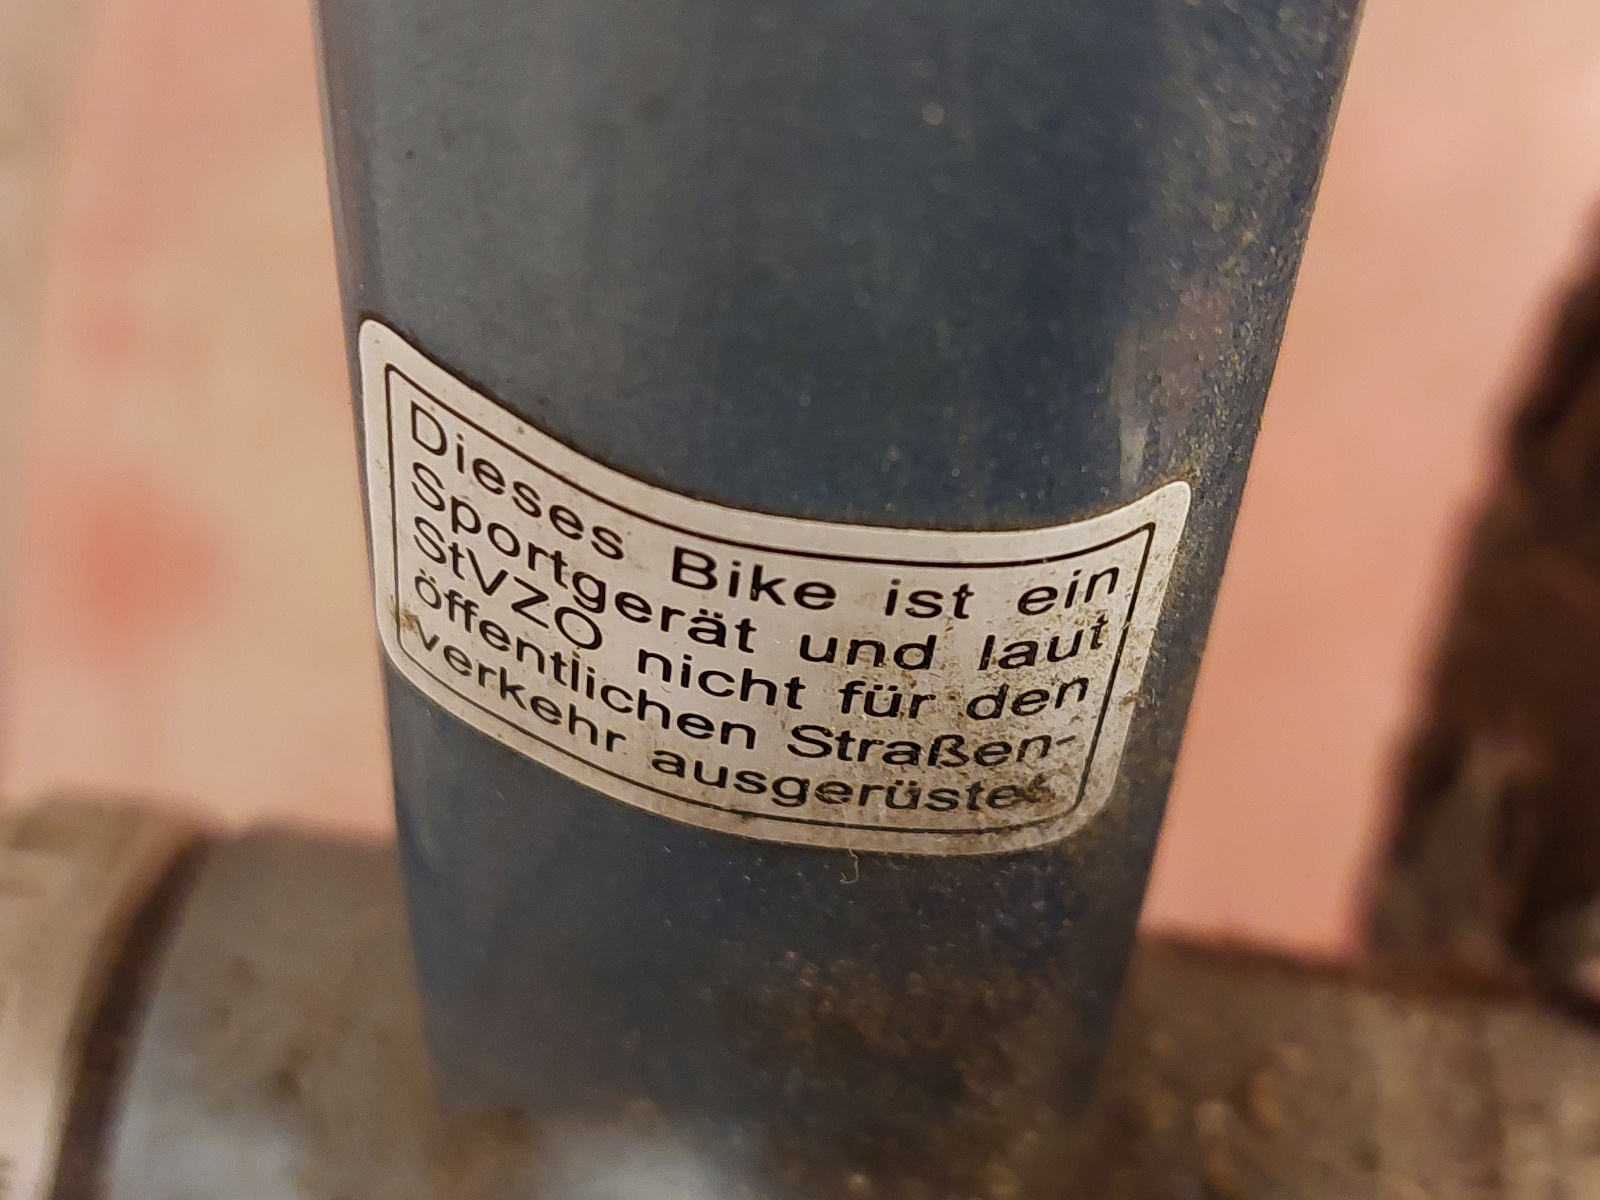 Dieses Bike ist ein
Sportgerät und laut
StVZO nicht für den
öffentlichen Straßen-
verkehr ausgerüstet